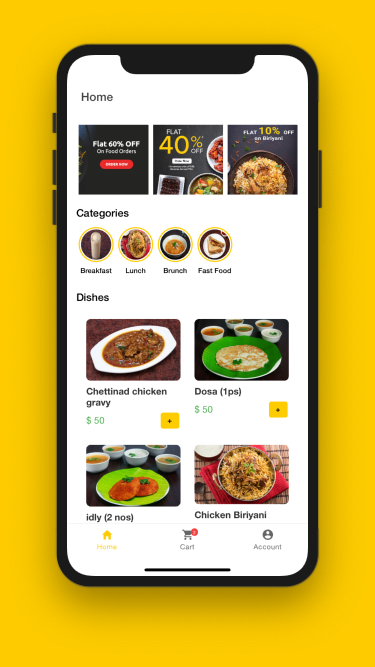 Home
Flat 60% OFF
On Food Orders
ORDER NOW
FLAT
40% OFF
FLAT 10% OFF
on Biriyani
Categories
Breakfast
Lunch
Brunch
Fast Food
Dishes
Chettinad chicken
gravy
$ 50
+
Dosa (1ps)
$ 50
+
idly (2 nos)
Chicken Biriyani
Home
Cart
Account